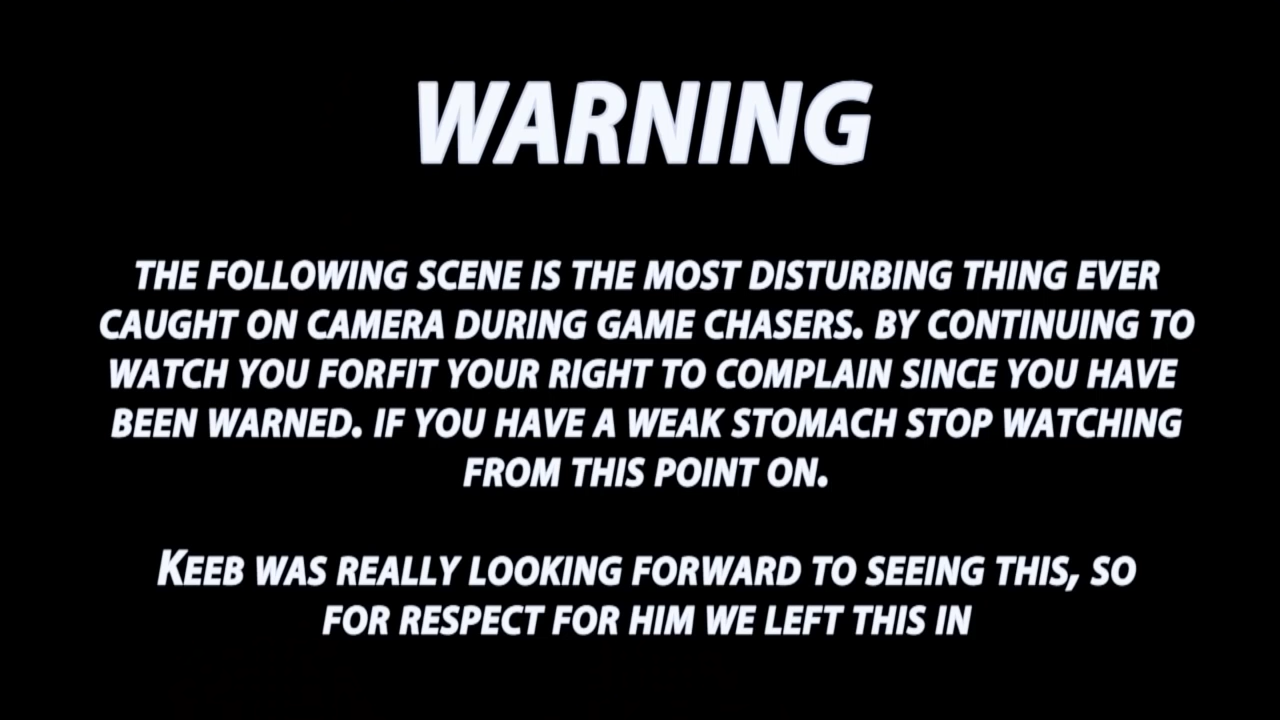 WARNING
THE FOLLOWING SCENE IS THE MOST DISTURBING THING EVER
CAUGHT ON CAMERA DURING GAME CHASERS. BY CONTINUING TO
WATCH YOU FORFIT YOUR RIGHT TO COMPLAIN SINCE YOU HAVE
BEEN WARNED. IF YOU HAVE A WEAK STOMACH STOP WATCHING
FROM THIS POINT ON.
KEEB WAS REALLY LOOKING FORWARD TO SEEING THIS, SO
FOR RESPECT FOR HIM WE LEFT THIS IN